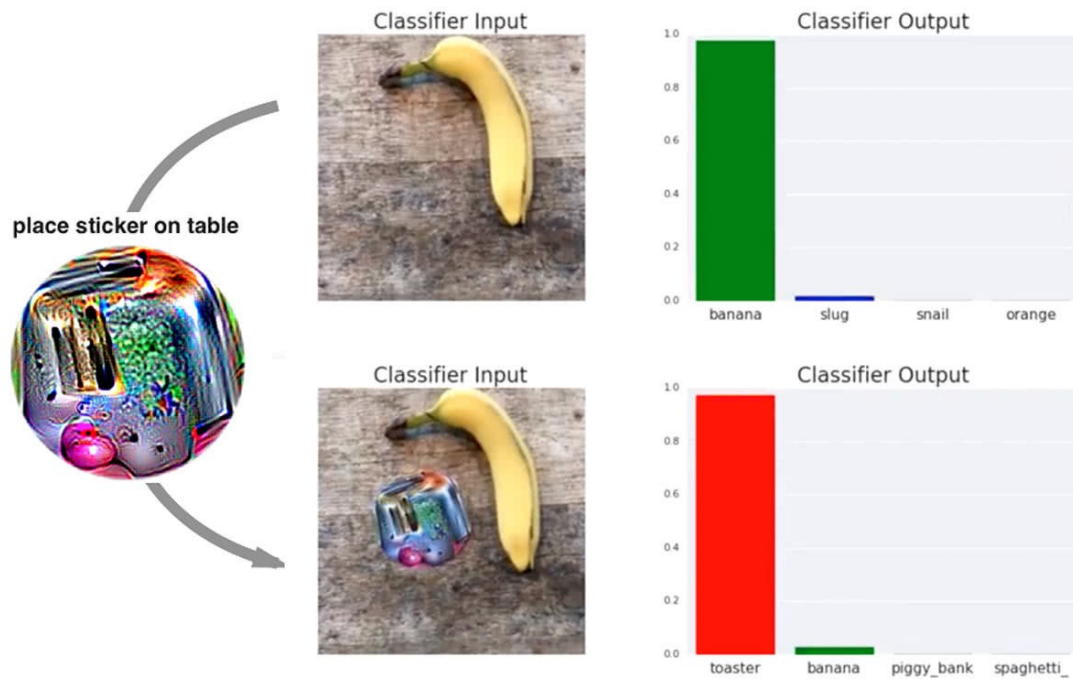 Classifier Input
Classifier Output
1.0
0.8
0.6
0.4
0.2
0.0
banana slug snail orange
place sticker on table
Classifier Input
Classifier Output
1.0
0.8
0.6
0.4
0.2
0.0
toaster banana piggy_bank spaghetti_